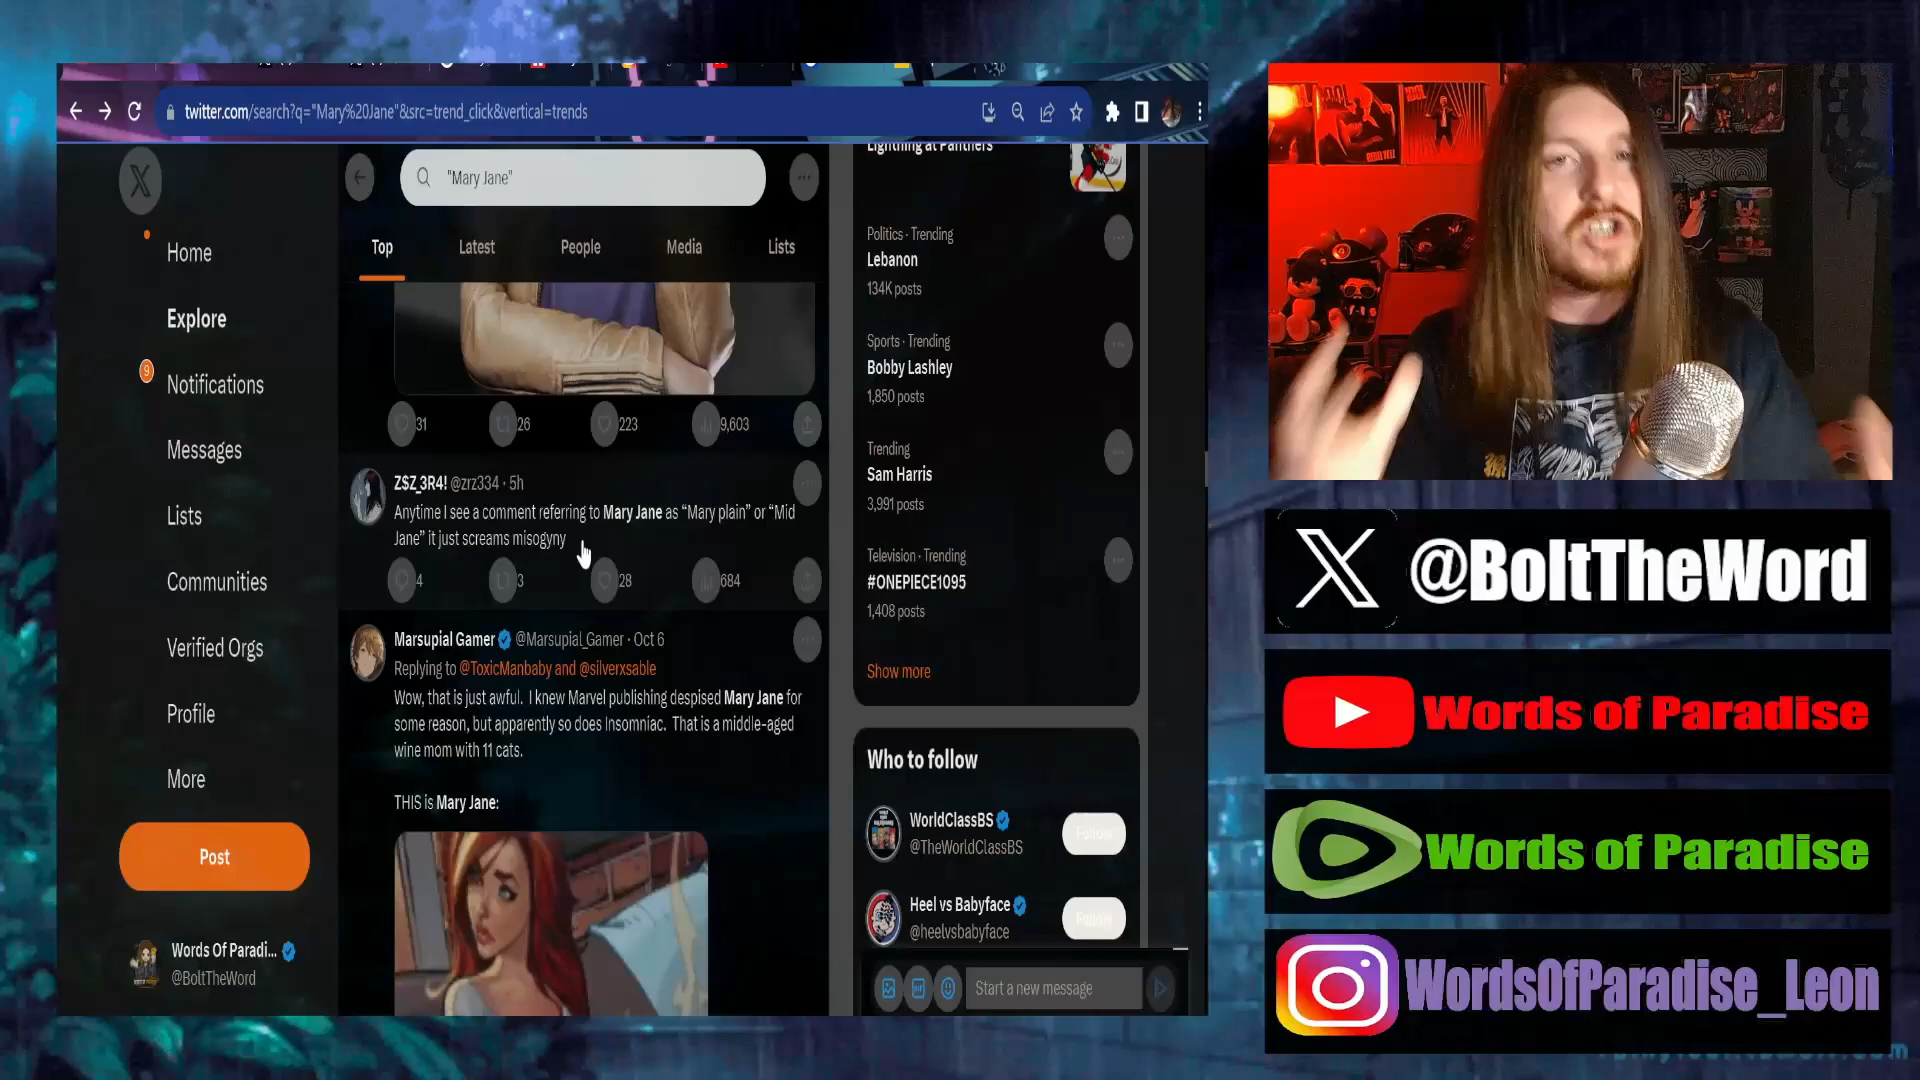 twitter.com/search?q="Mary%20Jane"&src=trend_click&vertical=trends
X
Home
Explore
9
Notifications
Messages
Lists
Communities
Verified Orgs
Profile
More
Post
Words Of Paradi...
@BoltTheWord
"Mary Jane"
Top
Latest
People
Media
Lists
31
26
223
9,603
Z$Z_3R4! @zrz334 · 5h
Anytime I see a comment referring to Mary Jane as “Mary plain” or “Mid
Jane” it just screams misogyny
4
3
28
684
Marsupial Gamer @Marsupial_Gamer · Oct 6
Replying to @ToxicManbaby and @silverxsable
Wow, that is just awful. I knew Marvel publishing despised Mary Jane for
some reason, but apparently so does Insomniac. That is a middle-aged
wine mom with 11 cats.
THIS is Mary Jane:
Lightning at Panthers
Politics · Trending
Lebanon
134K posts
Sports · Trending
Bobby Lashley
1,850 posts
Trending
Sam Harris
3,991 posts
Television · Trending
#ONEPIECE1095
1,408 posts
Show more
Who to follow
WorldClassBS
@TheWorldClassBS
Follow
Heel vs Babyface
@heelvsbabyface
Follow
Start a new message
X @BoltTheWord
Words of Paradise
Words of Paradise
WordsOfParadise_Leon